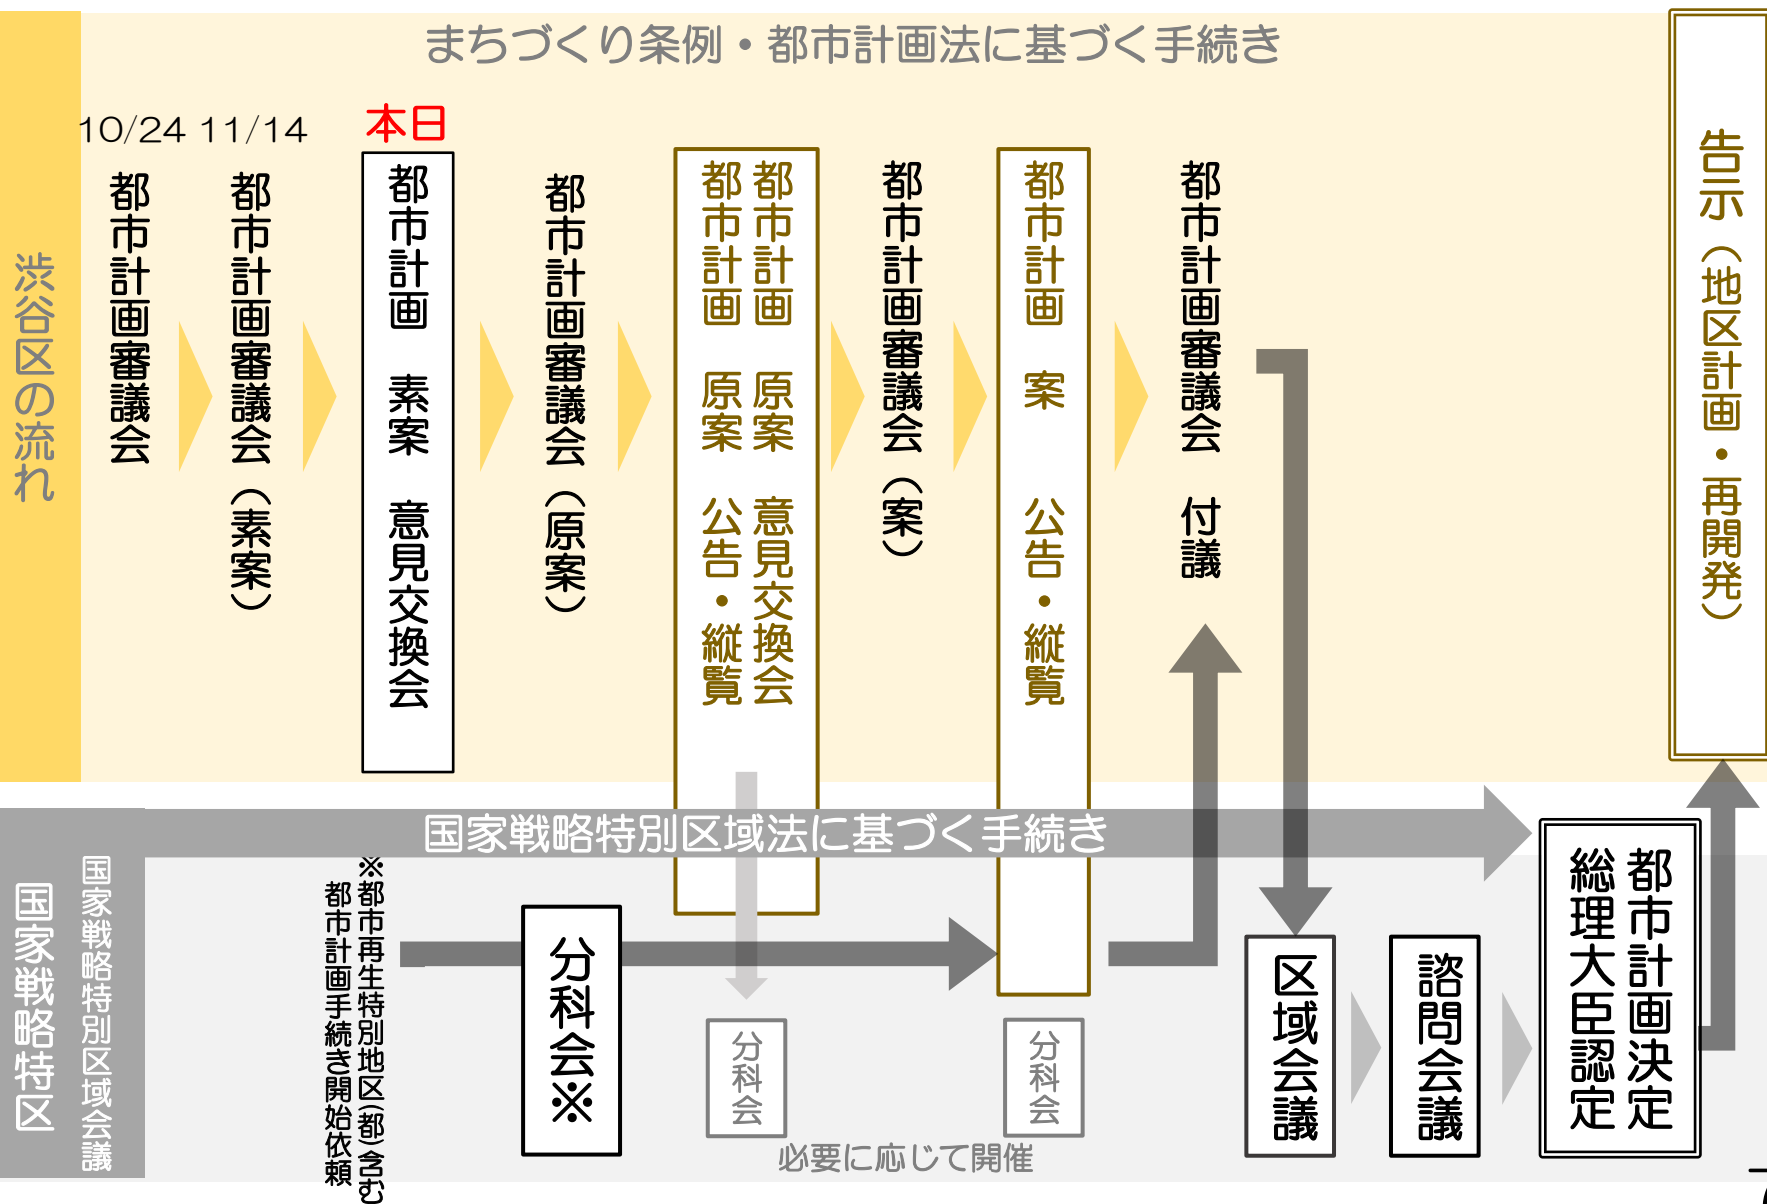 まちづくり条例・都市計画法に基づく手続き
渋谷区の流れ
10/24
都市計画審議会
11/14
都市計画審議会(素案)
本日
都市計画 素案 意見交換会
都市計画審議会(原案)
都市計画 原案 意見交換会
都市計画 原案 公告・縦覧
都市計画審議会(案)
都市計画 案 公告・縦覧
都市計画審議会 付議
告示(地区計画・再開発)
国家戦略特別区域法に基づく手続き
国家戦略特区
国家戦略特別区域会議
※都市再生特別地区(都)含む
都市計画手続き開始依頼
分科会※
分科会
分科会
必要に応じて開催
区域会議
諮問会議
都市計画決定
総理大臣認定